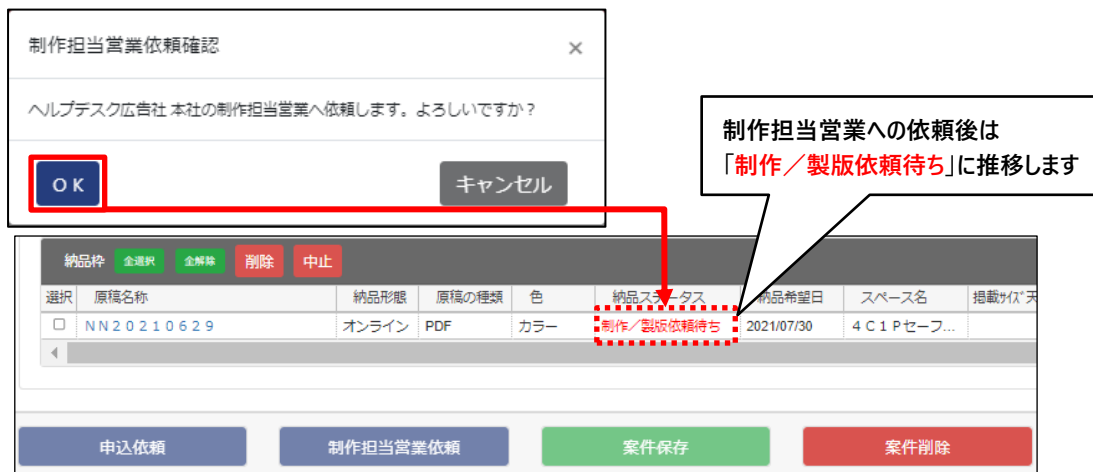 制作担当営業依頼確認
×
ヘルプデスク広告社 本社の制作担当営業へ依頼します。よろしいですか？
ＯＫ
キャンセル
制作担当営業への依頼後は
「制作／製版依頼待ち」に推移します
納品枠 全選択 全解除 削除 中止
選択 原稿名称 納品形態 原稿の種類 色 納品ステータス 納品希望日 スペース名 掲載ｻｲｽﾞ天
ＮＮ２０２１０６２９ オンライン PDF カラー 制作／製版依頼待ち 2021/07/30 ４Ｃ１Ｐセーフ...
申込依頼 制作担当営業依頼 案件保存 案件削除